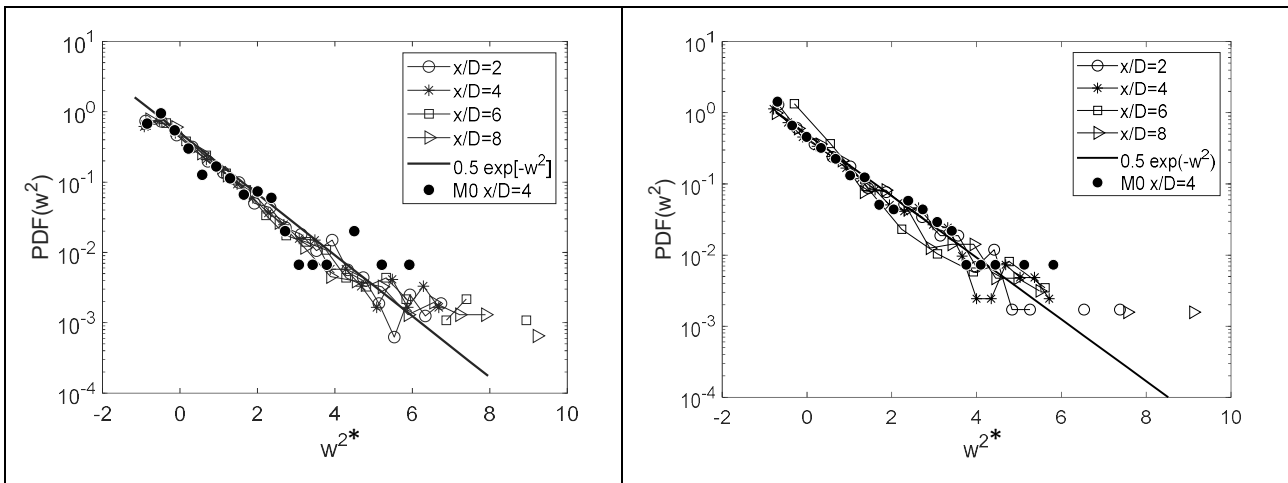 10^1
10^0
10^-1
10^-2
10^-3
10^-4
PDF(w^2)
-2 0 2 4 6 8 10
w^2*
x/D=2
x/D=4
x/D=6
x/D=8
0.5 exp[-w^2]
M0 x/D=4
10^1
10^0
10^-1
10^-2
10^-3
10^-4
PDF(w^2)
-2 0 2 4 6 8 10
w^2*
x/D=2
x/D=4
x/D=6
x/D=8
0.5 exp(-w^2)
M0 x/D=4